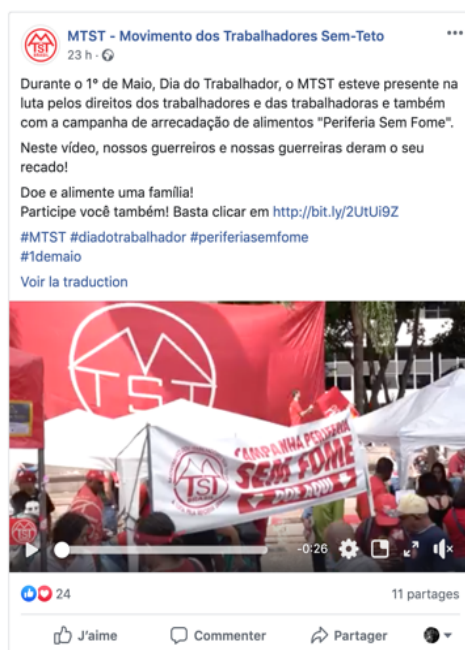 MTST - Movimento dos Trabalhadores Sem-Teto
23 h ·
Durante o 1º de Maio, Dia do Trabalhador, o MTST esteve presente na
luta pelos direitos dos trabalhadores e das trabalhadoras e também
com a campanha de arrecadação de alimentos "Periferia Sem Fome".
Neste vídeo, nossos guerreiros e nossas guerreiras deram o seu
recado!
Doe e alimente uma família!
Participe você também! Basta clicar em http://bit.ly/2UtUi9Z
#MTST #diadotrabalhador #periferiasemfome
#1demaio
Voir la traduction
TST
CAMPANHA PERIFERIA
SEM FOME
DOE AQUI
TST
-0:26
24
11 partages
J'aime
Commenter
Partager